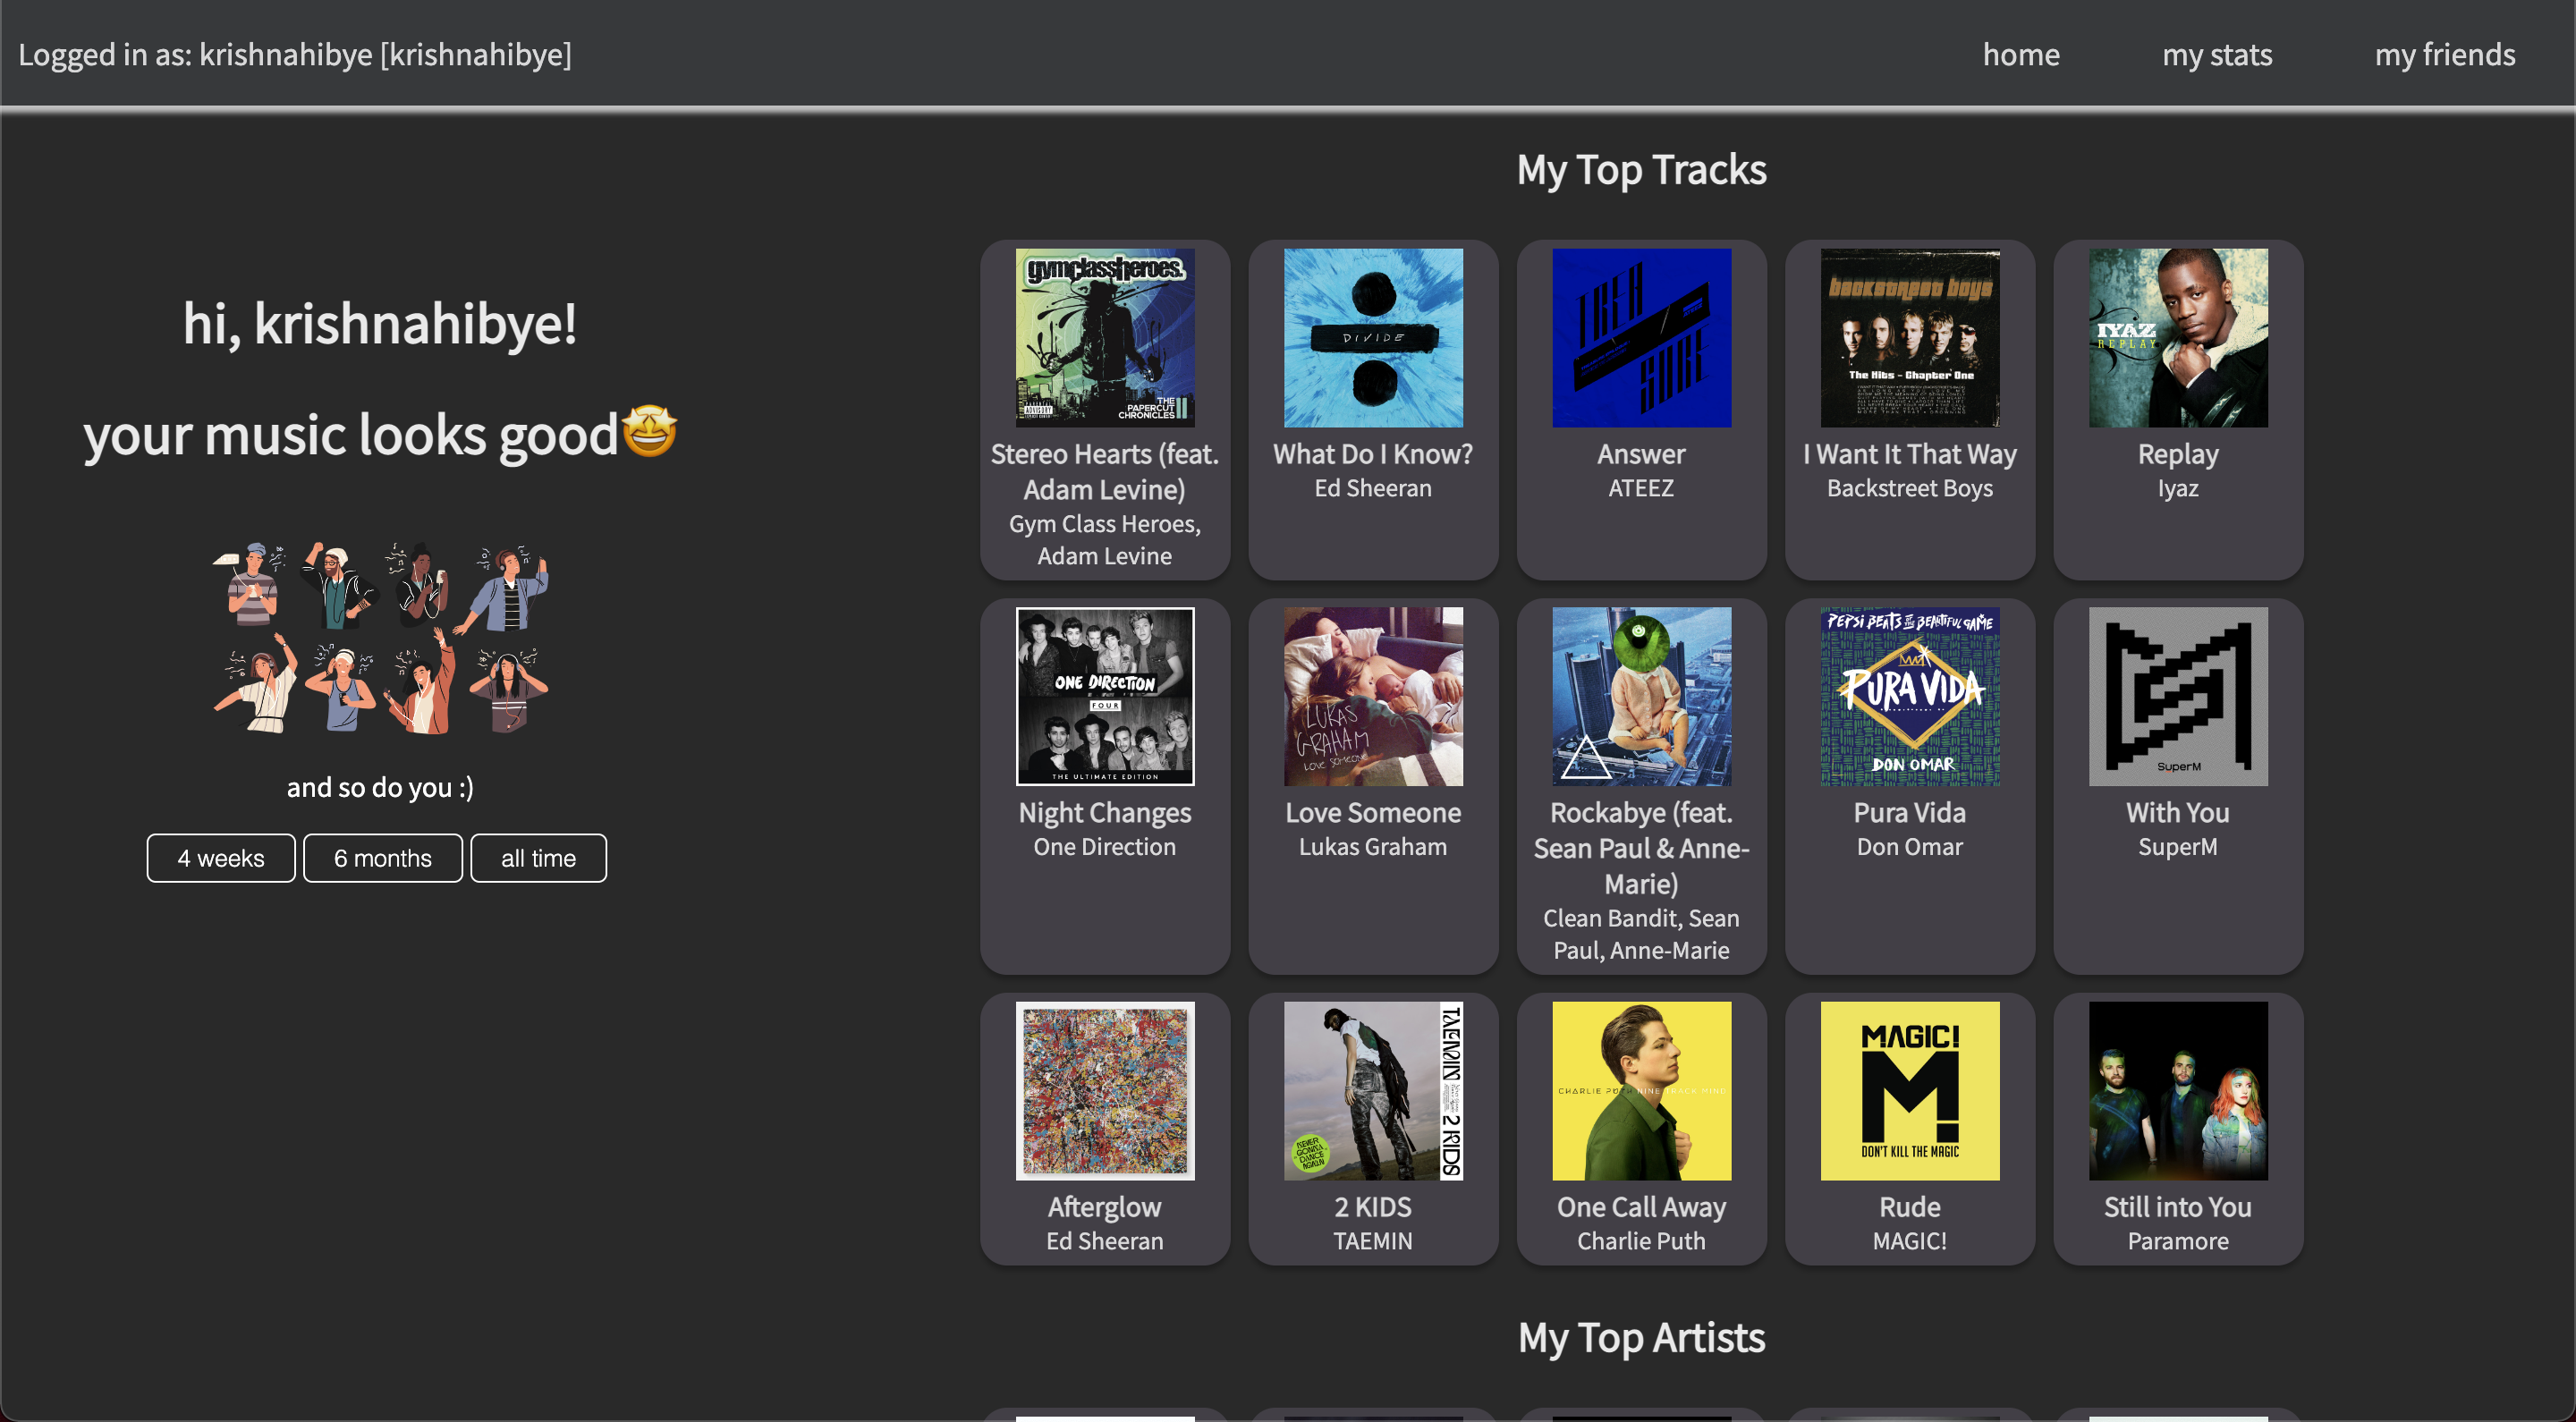 Logged in as: krishnahibye [krishnahibye]
home
my stats
my friends
hi, krishnahibye!
your music looks good🤩
and so do you :)
4 weeks
6 months
all time
My Top Tracks
gymclassheroes.
THE
PAPERCUT
CHRONICLES II
Stereo Hearts (feat.
Adam Levine)
Gym Class Heroes,
Adam Levine
DIVIDE
What Do I Know?
Ed Sheeran
TREA
SURE
Answer
ATEEZ
backstreet boys
The Hits - Chapter One
I Want It That Way
Backstreet Boys
IYAZ
REPLAY
Replay
Iyaz
ONE DIRECTION
FOUR
THE ULTIMATE EDITION
Night Changes
One Direction
LUKAS
GRAHAM
LOVE SOMEONE
Love Someone
Lukas Graham
Rockabye (feat.
Sean Paul & Anne-
Marie)
Clean Bandit, Sean
Paul, Anne-Marie
PEPSI BEATS OF THE BEAUTIFUL GAME
PURA VIDA
DON OMAR
Pura Vida
Don Omar
SuperM
With You
SuperM
Afterglow
Ed Sheeran
TAEMIN
2 KIDS
NEVER
GONNA
DANCE
AGAIN
2 KIDS
TAEMIN
CHARLIE PUTH NINE TRACK MIND
One Call Away
Charlie Puth
MAGIC!
M!
DON'T KILL THE MAGIC
Rude
MAGIC!
Still into You
Paramore
My Top Artists